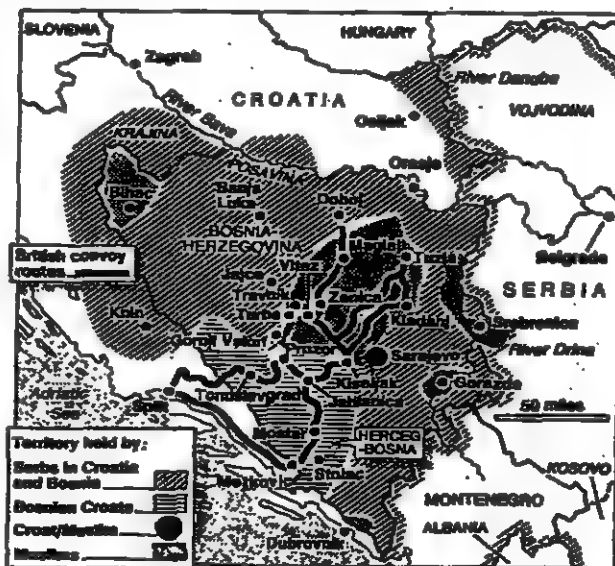 SLOVENIA
HUNGARY
Zagreb
River Danube
CROATIA
River Sava
VOJVODINA
Osijek
KRAJINA
Orasje
POSAVINA
Bihac
Banja
Luka
Doboj
BOSNIA-
HERZEGOVINA
Maglaj
Tuzla
British convoy
routes
Vitez
Belgrade
Jajce
SERBIA
Travnik
Zenica
Turbe
Kladanj
Srebrenica
Knin
Gornji Vakuf
River Drina
Prozor
Sarajevo
Adriatic
Sea
Kiseljak
Gorazde
Split
Tomislavgrad
Jablanica
50 miles
Territory held by:
Mostar
HERCEG-
BOSNA
Serbs in Croatia
and Bosnia
KOSOVO
Stolac
Bosnian Croats
Metkovic
MONTENEGRO
Croat/Muslim
ALBANIA
Muslims
Dubrovnik